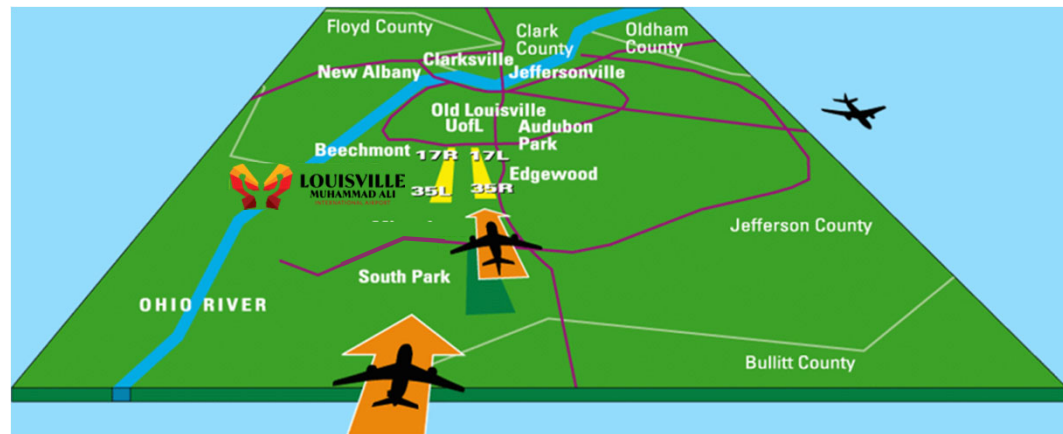 Floyd County
Clark
County
Oldham
County
Clarksville
New Albany
Jeffersonville
Old Louisville
UofL
Audubon
Park
Beechmont
17R
17L
Edgewood
LOUISVILLE
MUHAMMAD ALI
INTERNATIONAL AIRPORT
35L
35R
Jefferson County
South Park
OHIO RIVER
Bullitt County